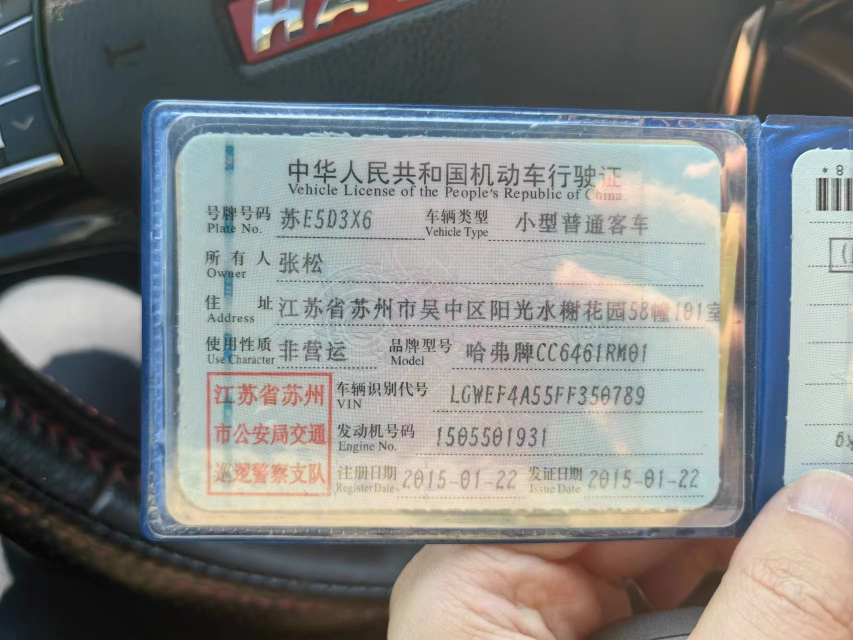 中华人民共和国机动车行驶证
Vehicle License of the People's Republic of China
号牌号码 苏E5D3X6 车辆类型 小型普通客车
Plate No. Vehicle Type
所有人 张松
Owner
住址 江苏省苏州市吴中区阳光水榭花园58幢101室
Address
使用性质 非营运 品牌型号 哈弗牌CC6461RM01
Use Character Model
江苏省苏州
市公安局交通
巡逻警察支队
车辆识别代号 LGWEF4A55FF350789
VIN
发动机号码 1505501931
Engine No.
注册日期 2015-01-22 发证日期 2015-01-22
Register Date Issue Date